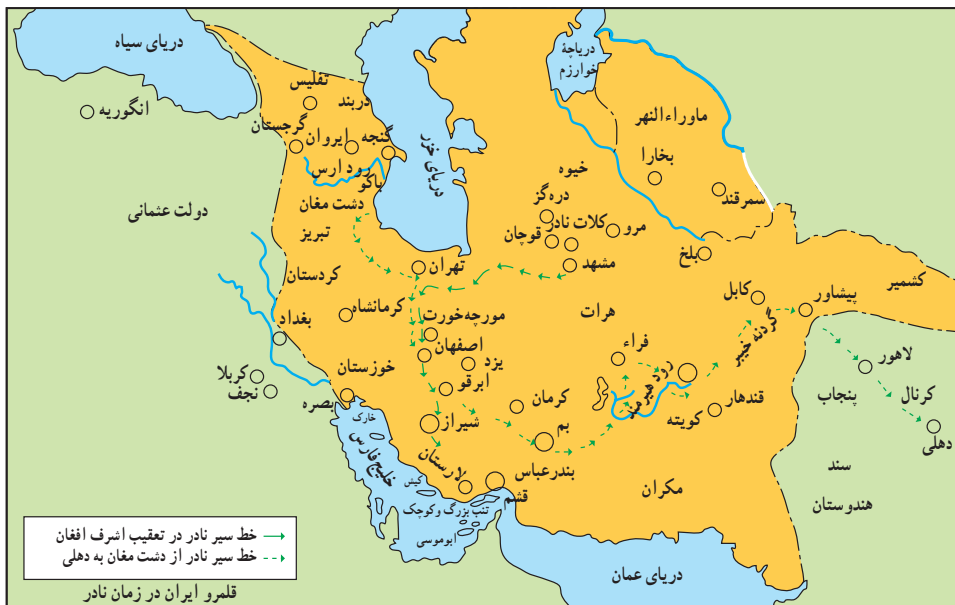 دریای سیاه
دریاچهٔ
خوارزم
تفلیس
دربند
انگوریه
گرجستان
ایروان
گنجه
رود ارس
باکو
دریای خزر
ماوراءالنهر
بخارا
سمرقند
خیوه
دره گز
کلات نادر
قوچان
مرو
مشهد
بلخ
دولت عثمانی
دشت مغان
تبریز
تهران
کردستان
کرمانشاه
بغداد
مورچه‌خورت
اصفهان
یزد
ابرقو
هرات
فراه
کابل
گردنه خیبر
پیشاور
کشمیر
لاهور
کرنال
پنجاب
دهلی
کربلا
نجف
خوزستان
بصره
خارک
شیراز
کرمان
بم
رود هیرمند
قندهار
کویته
خلیج فارس
لارستان
کیش
بندرعباس
قشم
تنب بزرگ وکوچک
ابوموسی
مکران
سند
هندوستان
دریای عمان
خط سیر نادر در تعقیب اشرف افغان
خط سیر نادر از دشت مغان به دهلی
قلمرو ایران در زمان نادر